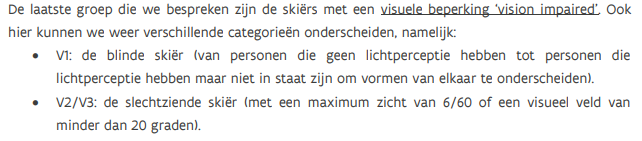 De laatste groep die we bespreken zijn de skiërs met een visuele beperking ‘vision impaired’. Ook
hier kunnen we weer verschillende categorieën onderscheiden, namelijk:
• V1: de blinde skiër (van personen die geen lichtperceptie hebben tot personen die
lichtperceptie hebben maar niet in staat zijn om vormen van elkaar te onderscheiden).
• V2/V3: de slechtziende skiër (met een maximum zicht van 6/60 of een visueel veld van
minder dan 20 graden).